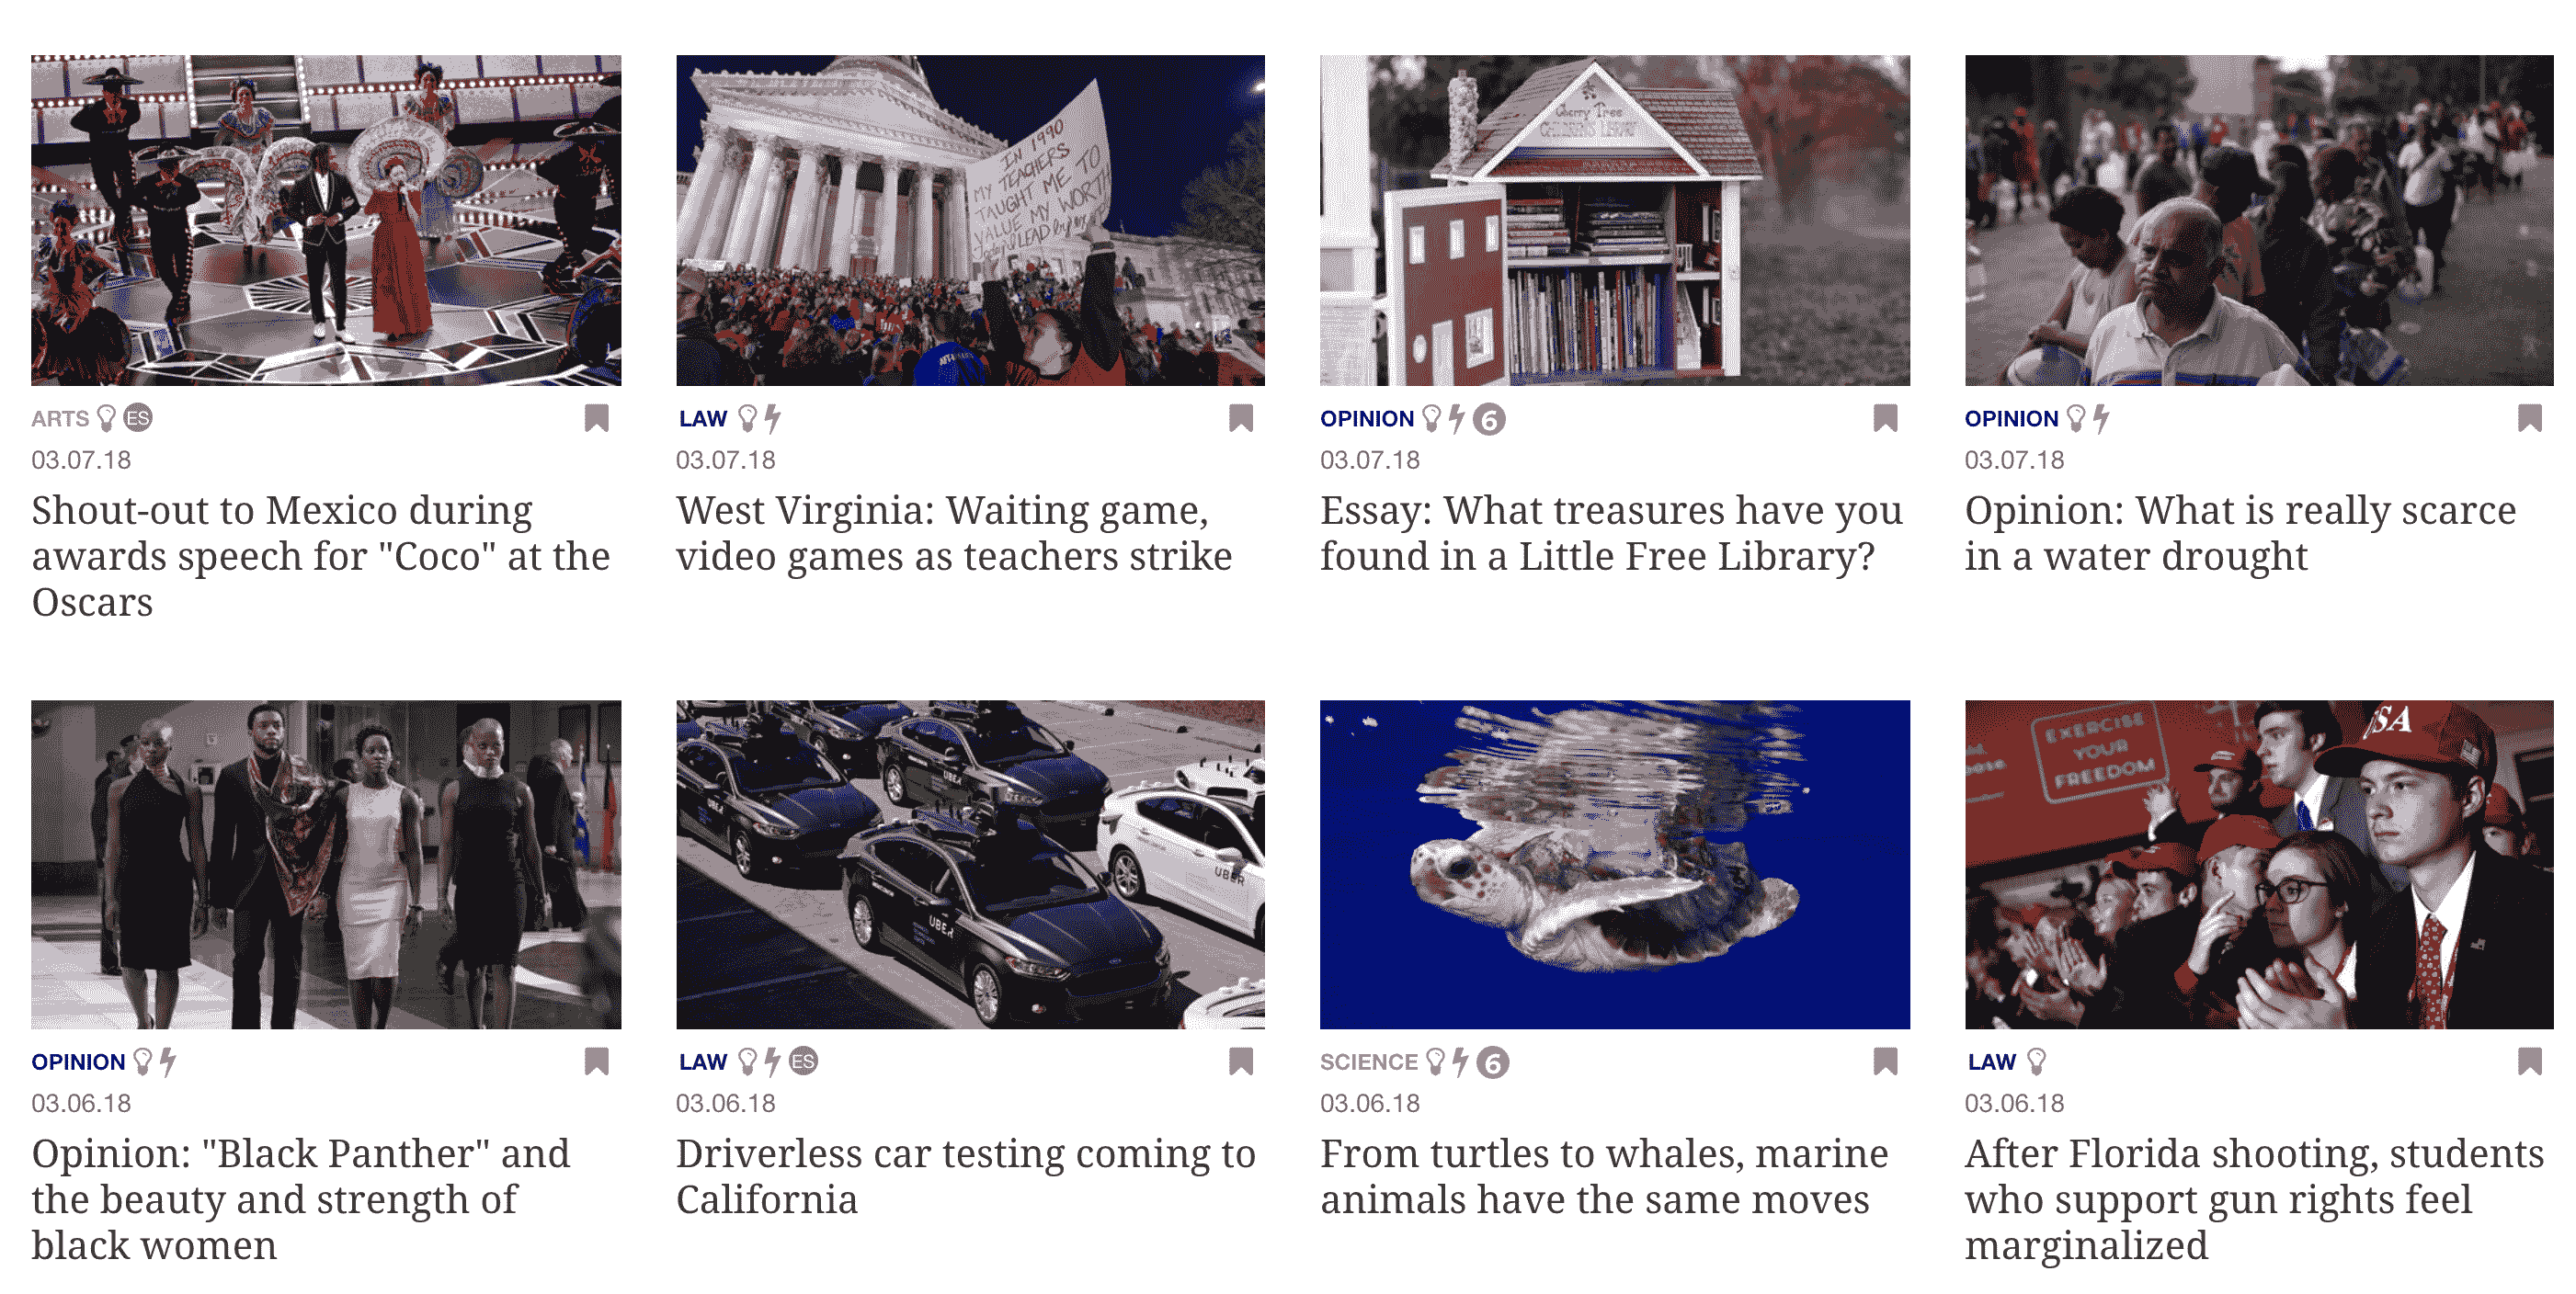 Cherry Tree
IN 1990
MY TEACHERS
TAUGHT ME TO
VALUE MY WORTH
ARTS ES
03.07.18
Shout-out to Mexico during
awards speech for "Coco" at the
Oscars
LAW
03.07.18
West Virginia: Waiting game,
video games as teachers strike
OPINION 6
03.07.18
Essay: What treasures have you
found in a Little Free Library?
OPINION
03.07.18
Opinion: What is really scarce
in a water drought
UBER
UBER
UBER
UBER
EXERCISE
YOUR
FREEDOM
USA
OPINION
03.06.18
Opinion: "Black Panther" and
the beauty and strength of
black women
LAW ES
03.06.18
Driverless car testing coming to
California
SCIENCE 6
03.06.18
From turtles to whales, marine
animals have the same moves
LAW
03.06.18
After Florida shooting, students
who support gun rights feel
marginalized